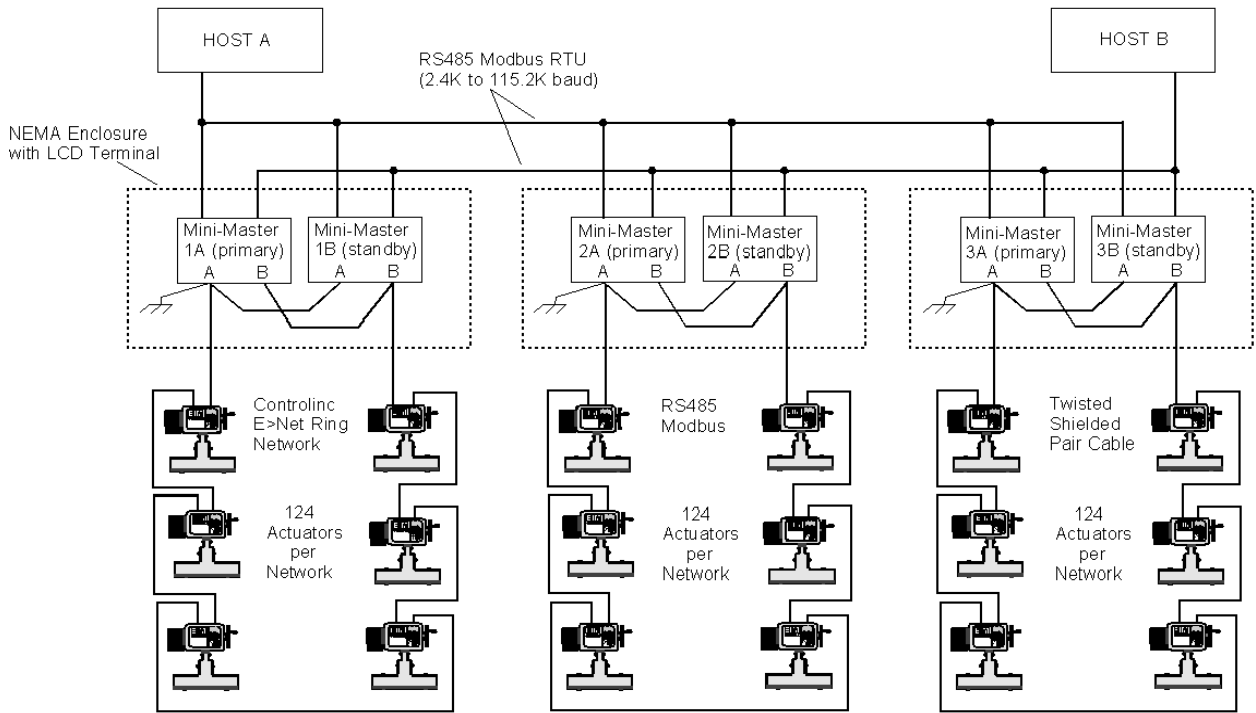 HOST A
HOST B
RS485 Modbus RTU
(2.4K to 115.2K baud)
NEMA Enclosure
with LCD Terminal
Mini-Master
1A (primary)
A B
Mini-Master
1B (standby)
A B
Mini-Master
2A (primary)
A B
Mini-Master
2B (standby)
A B
Mini-Master
3A (primary)
A B
Mini-Master
3B (standby)
A B
Controlinc
E>Net Ring
Network
RS485
Modbus
Twisted
Shielded
Pair Cable
124
Actuators
per
Network
124
Actuators
per
Network
124
Actuators
per
Network